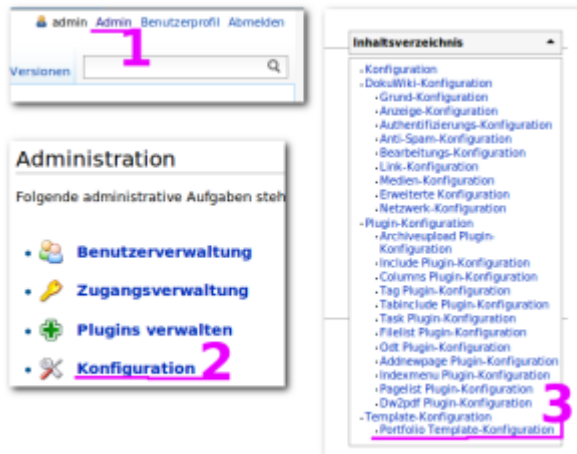 admin Admin Benutzerprofil Abmelden
1
Versionen
Administration
Folgende administrative Aufgaben steh
Benutzerverwaltung
Zugangsverwaltung
Plugins verwalten
Konfiguration 2
Inhaltsverzeichnis
Konfiguration
DokuWiki-Konfiguration
Grund-Konfiguration
Anzeige-Konfiguration
Authentifizierungs-Konfiguration
Anti-Spam-Konfiguration
Bearbeitungs-Konfiguration
Link-Konfiguration
Medien-Konfiguration
Erweiterte Konfiguration
Netzwerk-Konfiguration
Plugin-Konfiguration
Archiveupload Plugin-
Konfiguration
Include Plugin-Konfiguration
Columns Plugin-Konfiguration
Tag Plugin-Konfiguration
Tabinclude Plugin-Konfiguration
Task Plugin-Konfiguration
Filelist Plugin-Konfiguration
Odt Plugin-Konfiguration
Addnewpage Plugin-Konfiguration
Indexmenu Plugin-Konfiguration
Pagelist Plugin-Konfiguration
Dw2pdf Plugin-Konfiguration
Template-Konfiguration
Portfolio Template-Konfiguration 3